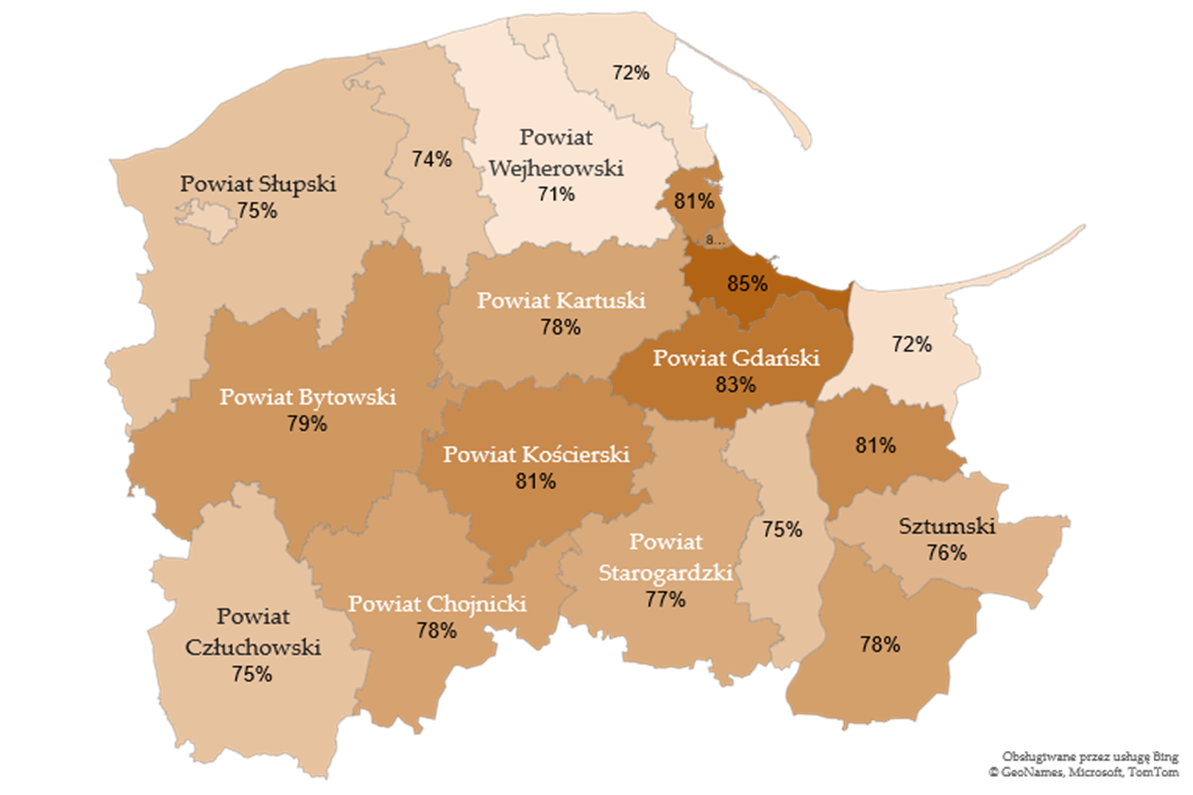 72%
Powiat
Wejherowski
71%
74%
Powiat Słupski
75%
81%
8...
85%
Powiat Kartuski
78%
72%
Powiat Gdański
83%
Powiat Bytowski
79%
Powiat Kościerski
81%
81%
75%
Sztumski
76%
Powiat
Starogardzki
77%
Powiat Chojnicki
78%
Powiat
Człuchowski
75%
78%
Obsługiwane przez usługę Bing
© GeoNames, Microsoft, TomTom